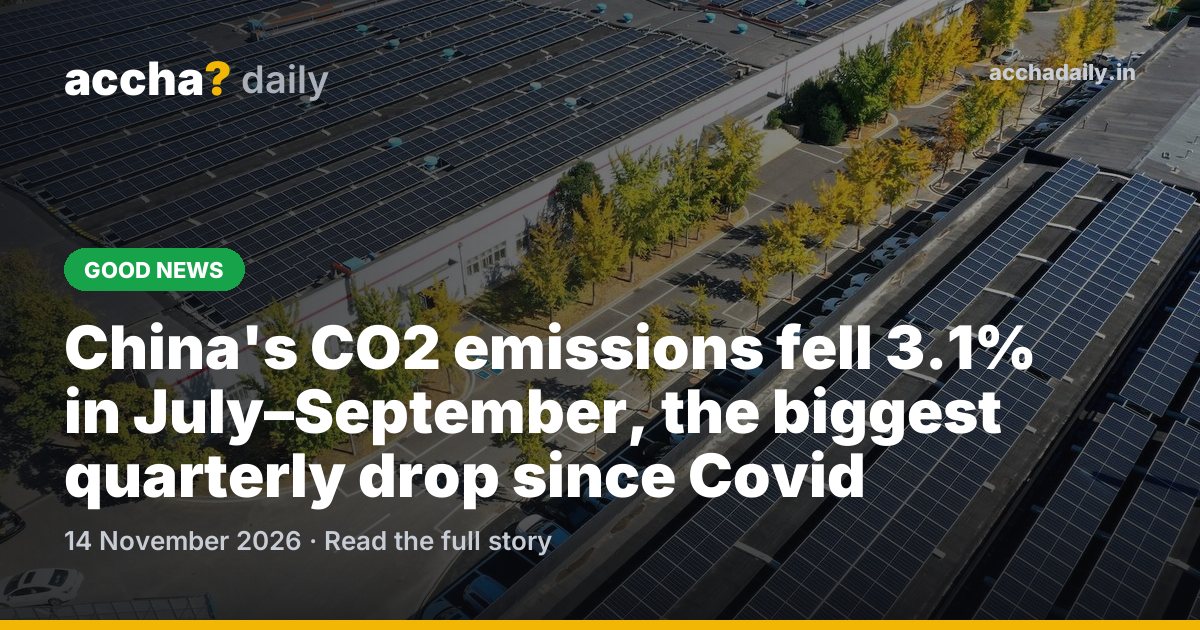 accha? daily
acchadaily.in
GOOD NEWS
China's CO2 emissions fell 3.1%
in July–September, the biggest
quarterly drop since Covid
14 November 2026 · Read the full story